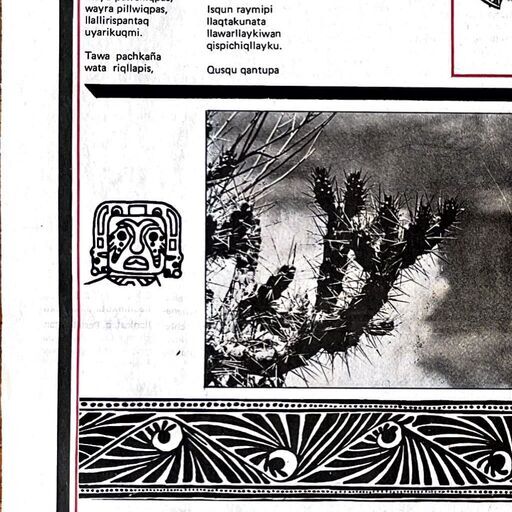 wayra pillwiqpas,
llallirispantaq
uyarikuqmi.
Tawa pachkaña
wata riqllapis,
Isqun raymipi
llaqtakunata
llawarllaykiwan
qispichiqllayku.
Qusqu qantupa